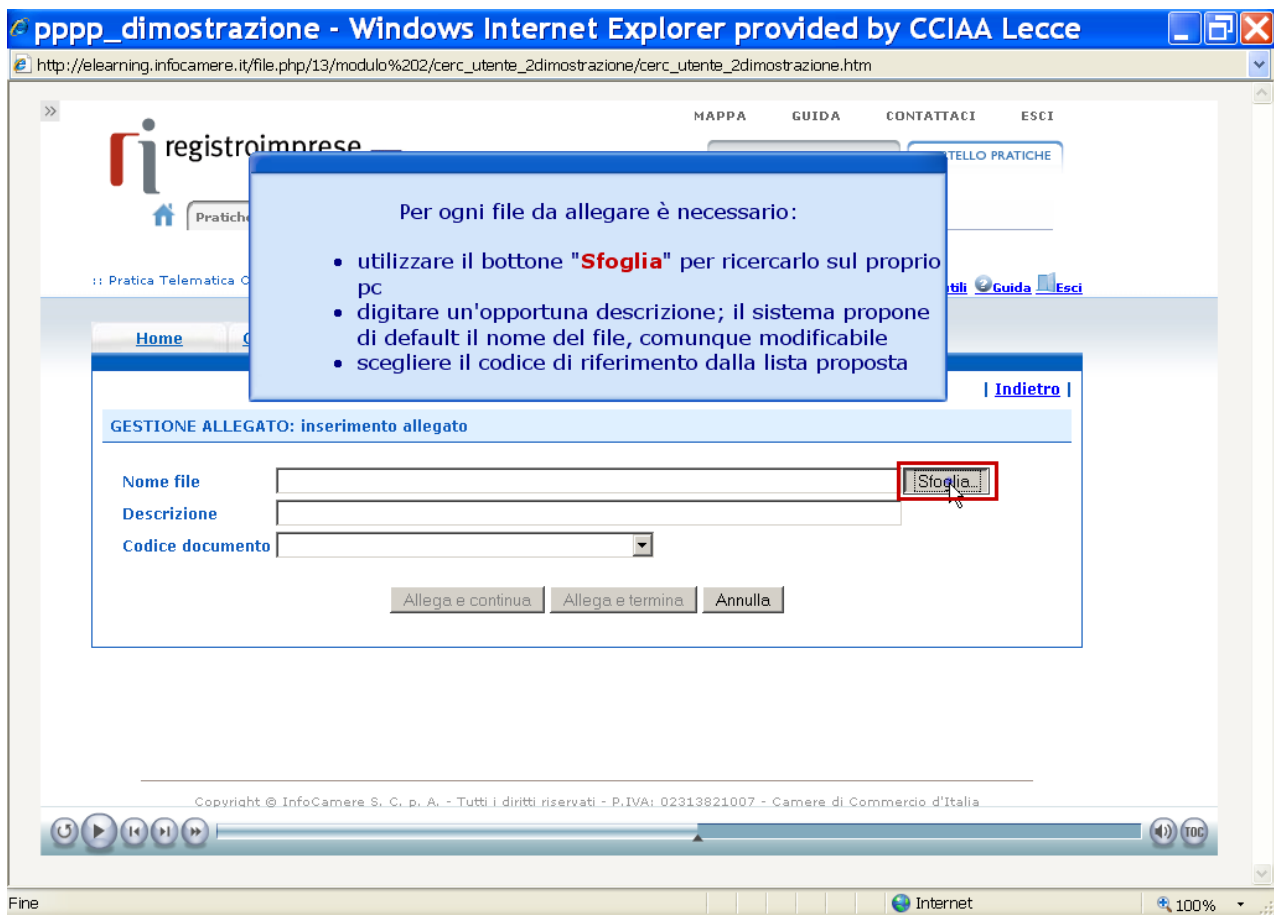 pppp_dimostrazione - Windows Internet Explorer provided by CCIAA Lecce
http://elearning.infocamere.it/file.php/13/modulo%202/cerc_utente_2dimostrazione/cerc_utente_2dimostrazione.htm
MAPPA GUIDA CONTATTACI ESCI
registroimprese
PRATICHE
Pratiche
Per ogni file da allegare è necessario:
• utilizzare il bottone "Sfoglia" per ricercarlo sul proprio
pc
• digitare un'opportuna descrizione; il sistema propone
di default il nome del file, comunque modificabile
• scegliere il codice di riferimento dalla lista proposta
:: Pratica Telematica
Guida Esci
Home
| Indietro |
GESTIONE ALLEGATO: inserimento allegato
Nome file
Sfoglia...
Descrizione
Codice documento
Allega e continua Allega e termina Annulla
Copyright © InfoCamere S. C. p. A. - Tutti i diritti riservati - P.IVA: 02313821007 - Camere di Commercio d'Italia
TOC
Fine Internet 100%